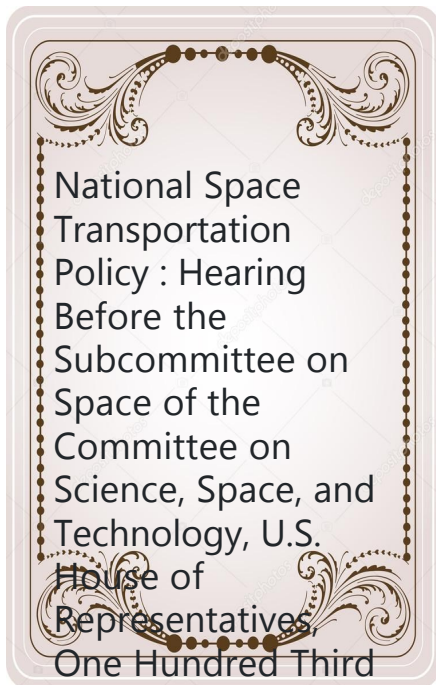 National Space
Transportation
Policy : Hearing
Before the
Subcommittee on
Space of the
Committee on
Science, Space, and
Technology, U.S.
House of
Representatives,
One Hundred Third